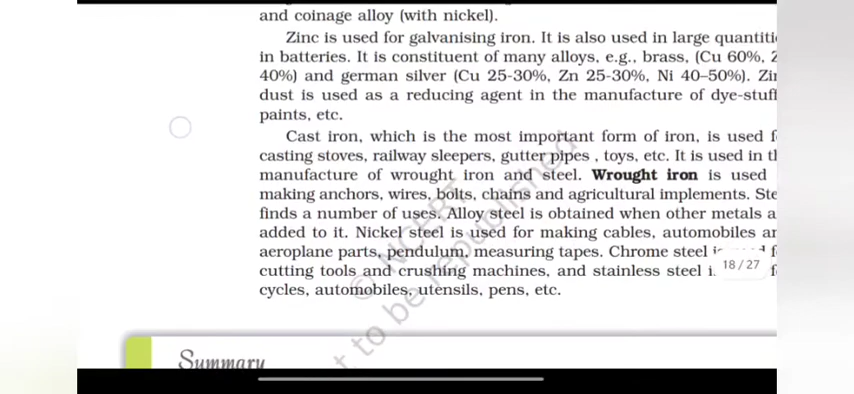 and coinage alloy (with nickel).
Zinc is used for galvanising iron. It is also used in large
in batteries. It is constituent of many alloys, e.g., brass, (Cu 60%,
40%) and german silver (Cu 25-30%, Zn 25-30%, Ni 40–50%).
dust is used as a reducing agent in the manufacture of
paints, etc.
Cast iron, which is the most important form of iron, is used
casting stoves, railway sleepers, gutter pipes , toys, etc. It is used in
manufacture of wrought iron and steel. Wrought iron is used
making anchors, wires, bolts, chains and agricultural implements.
finds a number of uses. Alloy steel is obtained when other metals
added to it. Nickel steel is used for making cables, automobiles
aeroplane parts, pendulum, measuring tapes. Chrome steel
cutting tools and crushing machines, and stainless steel
cycles, automobiles, utensils, pens, etc.
18/27
© NCERT
to be republished
Summary